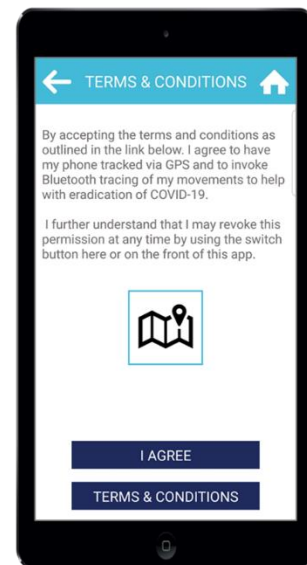 TERMS & CONDITIONS
By accepting the terms and conditions as
outlined in the link below. I agree to have
my phone tracked via GPS and to invoke
Bluetooth tracing of my movements to help
with eradication of COVID-19.
I further understand that I may revoke this
permission at any time by using the switch
button here or on the front of this app.
I AGREE
TERMS & CONDITIONS